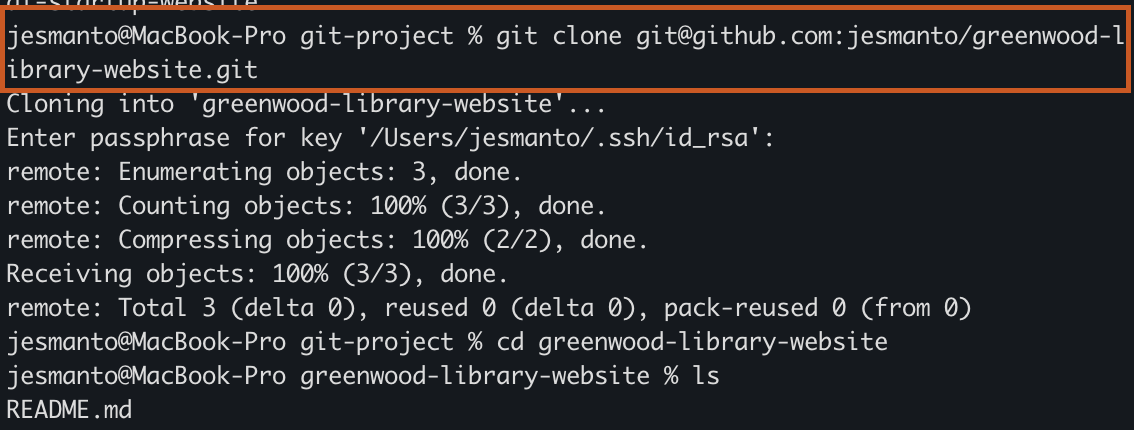 jesmanto@MacBook-Pro git-project % git clone git@github.com:jesmanto/greenwood-l
ibrary-website.git
Cloning into 'greenwood-library-website'...
Enter passphrase for key '/Users/jesmanto/.ssh/id_rsa':
remote: Enumerating objects: 3, done.
remote: Counting objects: 100% (3/3), done.
remote: Compressing objects: 100% (2/2), done.
Receiving objects: 100% (3/3), done.
remote: Total 3 (delta 0), reused 0 (delta 0), pack-reused 0 (from 0)
jesmanto@MacBook-Pro git-project % cd greenwood-library-website
jesmanto@MacBook-Pro greenwood-library-website % ls
README.md